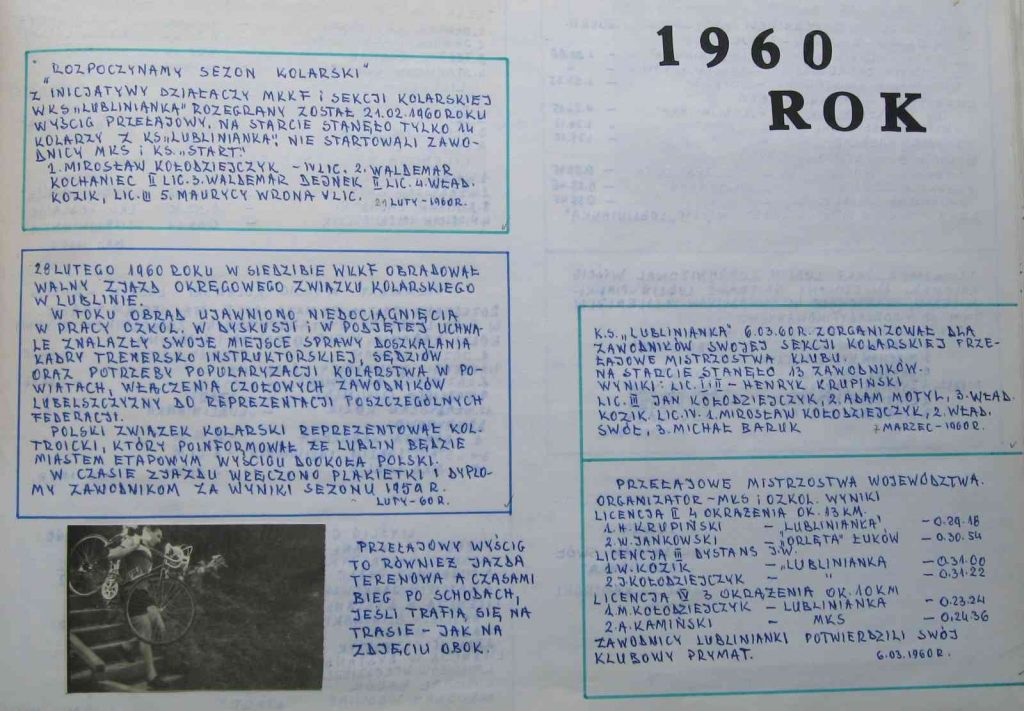 1960
ROK
"ROZPOCZYNAMY SEZON KOLARSKI"
Z INICJATYWY DZIAŁACZY MKKF i SEKCJI KOLARSKIEJ
WKS „LUBLINIANKA" ROZEGRANY ZOSTAŁ 21.02.1960 ROKU
WYŚCIG PRZEŁAJOWY. NA STARCIE STANĘŁO TYLKO 14
KOLARZY Z KS „LUBLINIANKA". NIE STARTOWALI ZAWO-
DNICY MKS i KS. „START".
1. MIROSŁAW KOŁODZIEJCZYK - IV LIC. 2. WALDEMAR
KOCHANIEC II LIC. 3. WALDEMAR DEJNEK II LIC. 4. WŁAD.
KOZIK, LIC. III 5. MAURYCY WRONA V LIC. 21 LUTY - 1960 R.
28 LUTEGO 1960 ROKU W SIEDZIBIE WKKF OBRADOWAŁ
WALNY ZJAZD OKRĘGOWEGO ZWIĄZKU KOLARSKIEGO
W LUBLINIE.
W TOKU OBRAD UJAWNIONO NIEDOCIĄGNIĘCIA
W PRACY OZKOL. W DYSKUSJI i W PODJĘTEJ UCHWA-
LE ZNALAZŁY SWOJE MIEJSCE SPRAWY DOSZKALANIA
KADRY TRENERSKO INSTRUKTORSKIEJ, SĘDZIÓW
ORAZ POTRZEBY POPULARYZACJI KOLARSTWA W PO-
WIATACH, WŁĄCZENIA CZOŁOWYCH ZAWODNIKÓW
LUBELSZCZYZNY DO REPREZENTACJI POSZCZEGÓLNYCH
FEDERACJI.
POLSKI ZWIĄZEK KOLARSKI REPREZENTOWAŁ KOL.
TROICKI, KTÓRY POINFORMOWAŁ ŻE LUBLIN BĘDZIE
MIASTEM ETAPOWYM WYŚCIGU DOOKOŁA POLSKI.
W CZASIE ZJAZDU WRĘCZONO PLAKIETKI i DYPLO-
MY ZAWODNIKOM ZA WYNIKI SEZONU 1959 R.
LUTY - 60 R.
PRZEŁAJOWY WYŚCIG
TO RÓWNIEŻ JAZDA
TERENOWA A CZASAMI
BIEG PO SCHODACH,
JEŚLI TRAFIĄ SIĘ NA
TRASIE - JAK NA
ZDJĘCIU OBOK.
K.S. „LUBLINIANKA" 6.03.60 R. ZORGANIZOWAŁ DLA
ZAWODNIKÓW SWOJEJ SEKCJI KOLARSKIEJ PRZE-
ŁAJOWE MISTRZOSTWA KLUBU.
NA STARCIE STANĘŁO 13 ZAWODNIKÓW.
WYNIKI: LIC. I i II - HENRYK KRUPIŃSKI
LIC. III JAN KOŁODZIEJCZYK, 2. ADAM MOTYL, 3. WŁAD.
KOZIK. LIC. IV. 1. MIROSŁAW KOŁODZIEJCZYK, 2. WŁAD.
SWÓŁ, 3. MICHAŁ BARUK 7 MARZEC - 1960 R.
PRZEŁAJOWE MISTRZOSTWA WOJEWÓDZTWA.
ORGANIZATOR - MKS i OZKOL. WYNIKI
LICENCJA II 4 OKRĄŻENIA OK. 13 KM.
1. H. KRUPIŃSKI - „LUBLINIANKA" - 0.29.18
2. W. JANKOWSKI - „ORLĘTA" ŁUKÓW - 0.30.54
LICENCJA III DYSTANS J.W.
1. W. KOZIK - „LUBLINIANKA - 0.31.00
2. J. KOŁODZIEJCZYK - " - 0.31.22
LICENCJA IV 3 OKRĄŻENIA OK. 10 KM
1. M. KOŁODZIEJCZYK - LUBLINIANKA - 0.23.24
2. A. KAMIŃSKI - MKS - 0.24.36
ZAWODNICY LUBLINIANKI POTWIERDZILI SWÓJ
KLUBOWY PRYMAT. 6.03.1960 R.